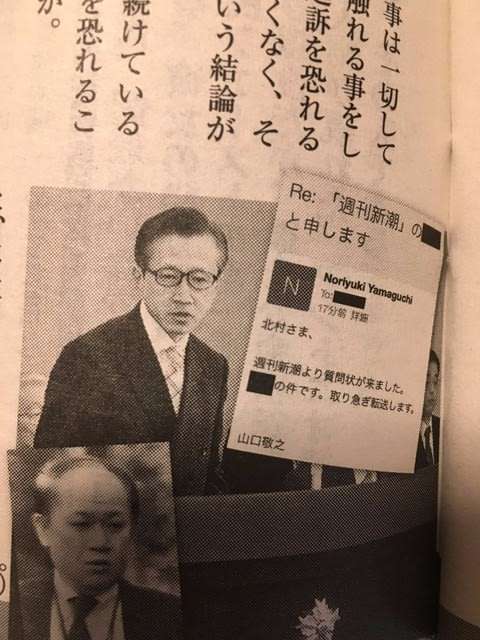 事は一切して
触れる事をし
訴を恐れる
くなく、そ
いう結論が
続けている
を恐れるこ
か。
Re: 「週刊新潮」の
と申します
N
Noriyuki Yamaguchi
To:
17分前 詳細
北村さま、
週刊新潮より質問状が来ました。
の件です。取り急ぎ転送します。
山口敬之